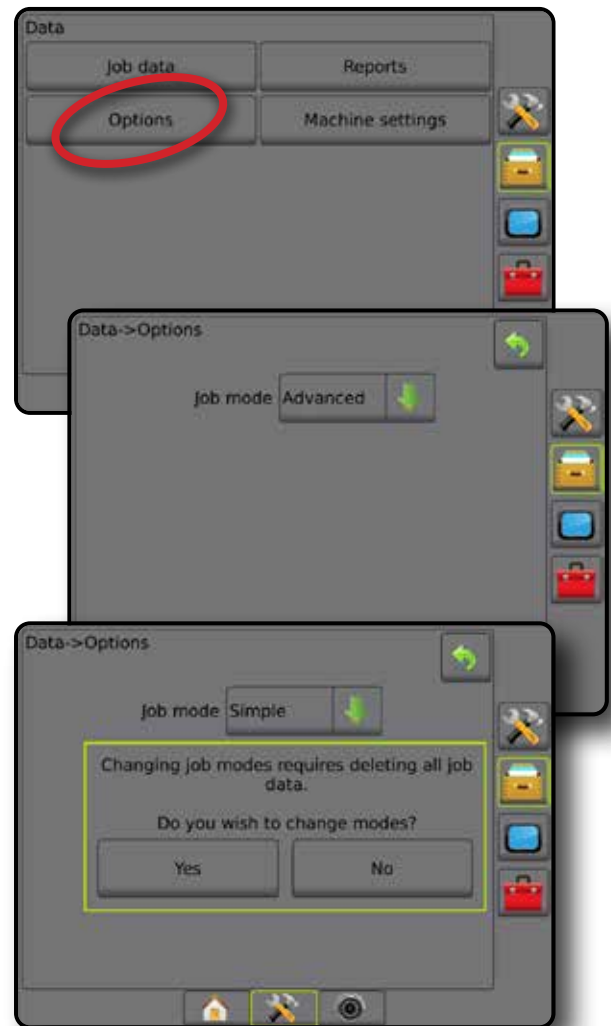 Data
Job data Reports
Options Machine settings
Data->Options
Job mode Advanced
Data->Options
Job mode Simple
Changing job modes requires deleting all job
data.
Do you wish to change modes?
Yes No